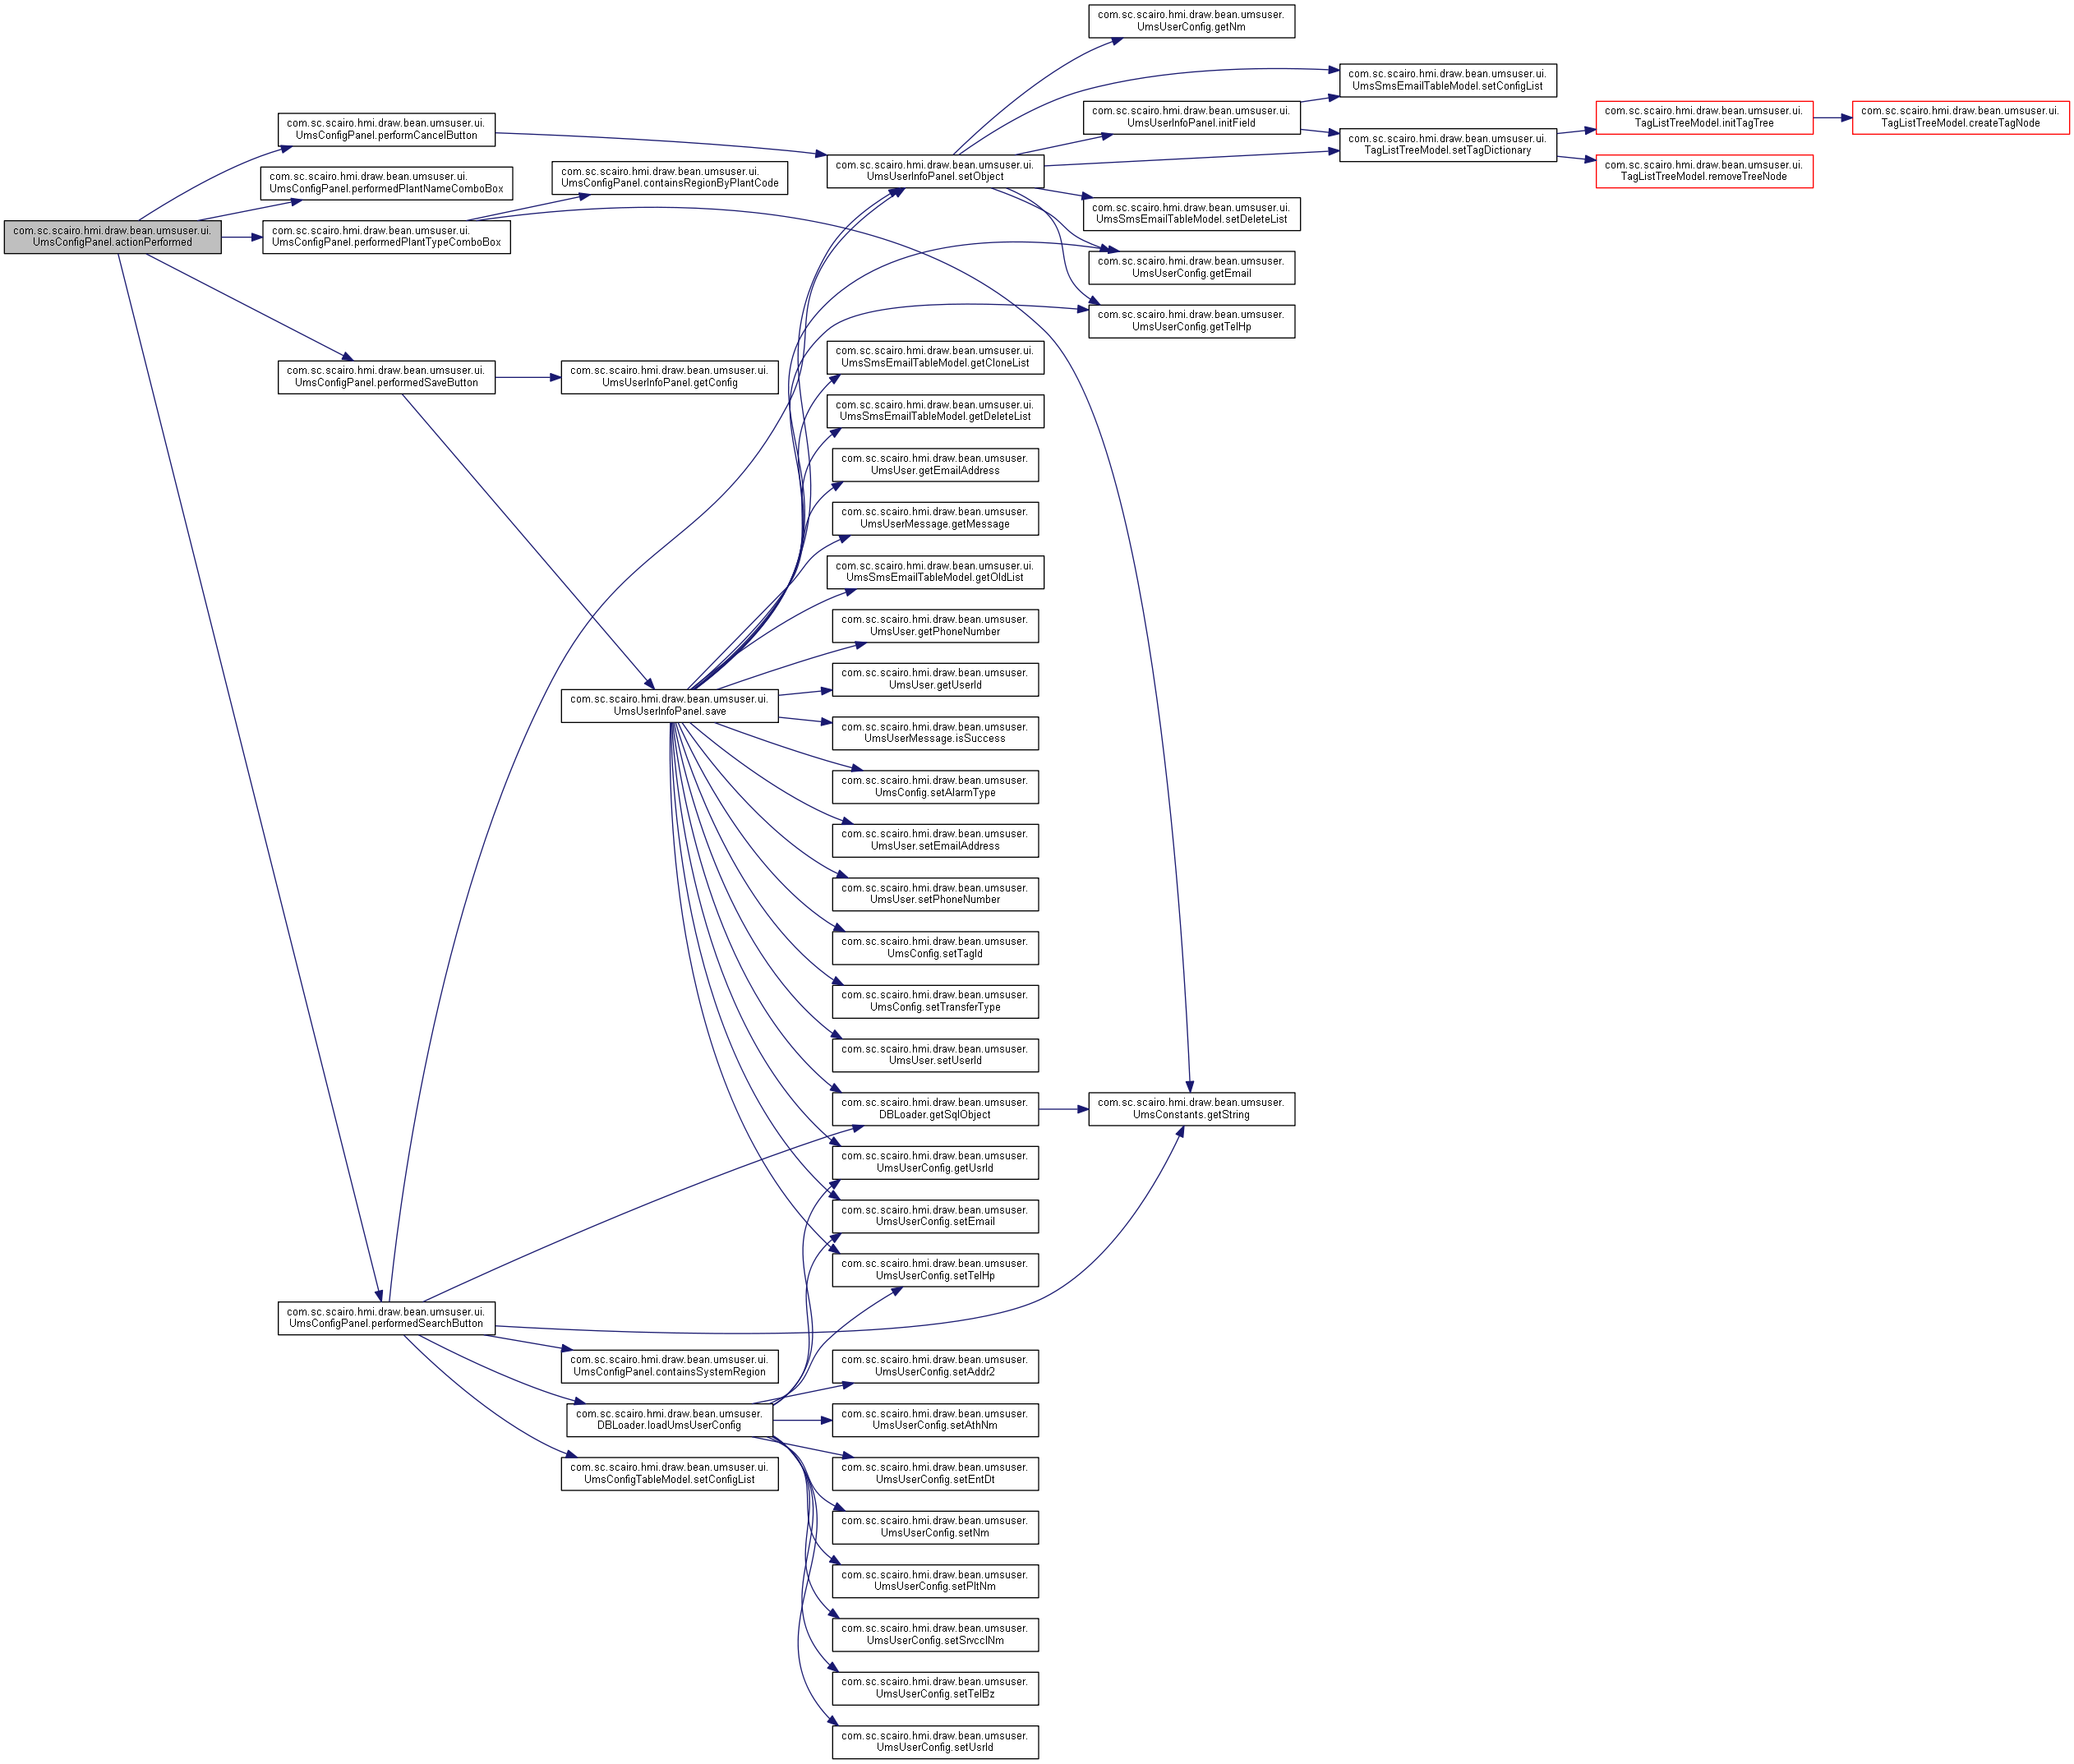 com.sc.scairo.hmi.draw.bean.umsuser.ui.
UmsConfigPanel.actionPerformed
com.sc.scairo.hmi.draw.bean.umsuser.ui.
UmsConfigPanel.performCancelButton
com.sc.scairo.hmi.draw.bean.umsuser.ui.
UmsConfigPanel.performedPlantNameComboBox
com.sc.scairo.hmi.draw.bean.umsuser.ui.
UmsConfigPanel.performedPlantTypeComboBox
com.sc.scairo.hmi.draw.bean.umsuser.ui.
UmsConfigPanel.performedSaveButton
com.sc.scairo.hmi.draw.bean.umsuser.ui.
UmsConfigPanel.performedSearchButton
com.sc.scairo.hmi.draw.bean.umsuser.ui.
UmsConfigPanel.containsRegionByPlantCode
com.sc.scairo.hmi.draw.bean.umsuser.ui.
UmsUserInfoPanel.getConfig
com.sc.scairo.hmi.draw.bean.umsuser.ui.
UmsUserInfoPanel.save
com.sc.scairo.hmi.draw.bean.umsuser.ui.
UmsConfigPanel.containsSystemRegion
com.sc.scairo.hmi.draw.bean.umsuser.
DBLoader.loadUmsUserConfig
com.sc.scairo.hmi.draw.bean.umsuser.ui.
UmsConfigTableModel.setConfigList
com.sc.scairo.hmi.draw.bean.umsuser.ui.
UmsUserInfoPanel.setObject
com.sc.scairo.hmi.draw.bean.umsuser.ui.
UmsSmsEmailTableModel.getCloneList
com.sc.scairo.hmi.draw.bean.umsuser.ui.
UmsSmsEmailTableModel.getDeleteList
com.sc.scairo.hmi.draw.bean.umsuser.
UmsUser.getEmailAddress
com.sc.scairo.hmi.draw.bean.umsuser.
UmsUserMessage.getMessage
com.sc.scairo.hmi.draw.bean.umsuser.ui.
UmsSmsEmailTableModel.getOldList
com.sc.scairo.hmi.draw.bean.umsuser.
UmsUser.getPhoneNumber
com.sc.scairo.hmi.draw.bean.umsuser.
UmsUser.getUserId
com.sc.scairo.hmi.draw.bean.umsuser.
UmsUserMessage.isSuccess
com.sc.scairo.hmi.draw.bean.umsuser.
UmsConfig.setAlarmType
com.sc.scairo.hmi.draw.bean.umsuser.
UmsUser.setEmailAddress
com.sc.scairo.hmi.draw.bean.umsuser.
UmsUser.setPhoneNumber
com.sc.scairo.hmi.draw.bean.umsuser.
UmsConfig.setTagId
com.sc.scairo.hmi.draw.bean.umsuser.
UmsConfig.setTransferType
com.sc.scairo.hmi.draw.bean.umsuser.
UmsUser.setUserId
com.sc.scairo.hmi.draw.bean.umsuser.
DBLoader.getSqlObject
com.sc.scairo.hmi.draw.bean.umsuser.
UmsUserConfig.getUsrId
com.sc.scairo.hmi.draw.bean.umsuser.
UmsUserConfig.setEmail
com.sc.scairo.hmi.draw.bean.umsuser.
UmsUserConfig.setTelHp
com.sc.scairo.hmi.draw.bean.umsuser.
UmsUserConfig.setAddr2
com.sc.scairo.hmi.draw.bean.umsuser.
UmsUserConfig.setAthNm
com.sc.scairo.hmi.draw.bean.umsuser.
UmsUserConfig.setEntDt
com.sc.scairo.hmi.draw.bean.umsuser.
UmsUserConfig.setNm
com.sc.scairo.hmi.draw.bean.umsuser.
UmsUserConfig.setPltNm
com.sc.scairo.hmi.draw.bean.umsuser.
UmsUserConfig.setSrvcclNm
com.sc.scairo.hmi.draw.bean.umsuser.
UmsUserConfig.setTelBz
com.sc.scairo.hmi.draw.bean.umsuser.
UmsUserConfig.setUsrId
com.sc.scairo.hmi.draw.bean.umsuser.
UmsUserConfig.getNm
com.sc.scairo.hmi.draw.bean.umsuser.ui.
UmsUserInfoPanel.initField
com.sc.scairo.hmi.draw.bean.umsuser.ui.
UmsSmsEmailTableModel.setDeleteList
com.sc.scairo.hmi.draw.bean.umsuser.
UmsUserConfig.getEmail
com.sc.scairo.hmi.draw.bean.umsuser.
UmsUserConfig.getTelHp
com.sc.scairo.hmi.draw.bean.umsuser.
UmsConstants.getString
com.sc.scairo.hmi.draw.bean.umsuser.ui.
UmsSmsEmailTableModel.setConfigList
com.sc.scairo.hmi.draw.bean.umsuser.ui.
TagListTreeModel.setTagDictionary
com.sc.scairo.hmi.draw.bean.umsuser.ui.
TagListTreeModel.initTagTree
com.sc.scairo.hmi.draw.bean.umsuser.ui.
TagListTreeModel.removeTreeNode
com.sc.scairo.hmi.draw.bean.umsuser.ui.
TagListTreeModel.createTagNode